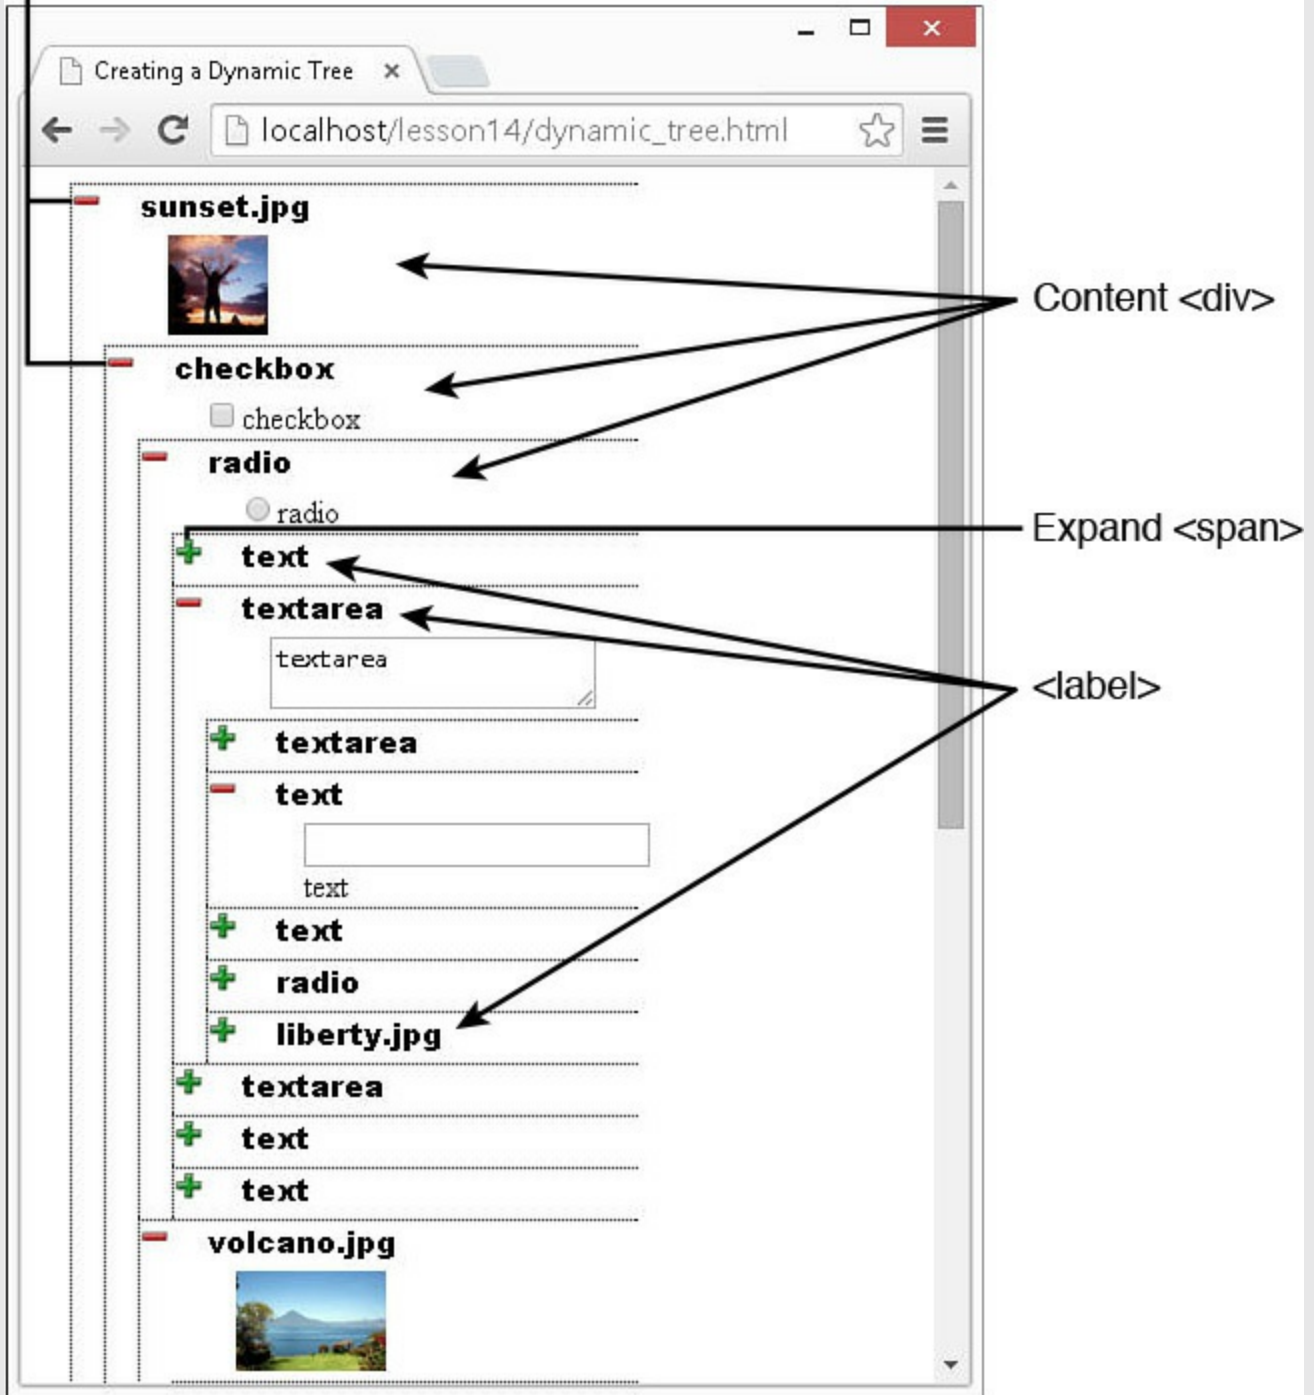 Creating a Dynamic Tree
localhost/lesson14/dynamic_tree.html
sunset.jpg
Content <div>
checkbox
checkbox
radio
radio
Expand <span>
text
textarea
<label>
textarea
textarea
text
text
text
radio
liberty.jpg
textarea
text
text
volcano.jpg